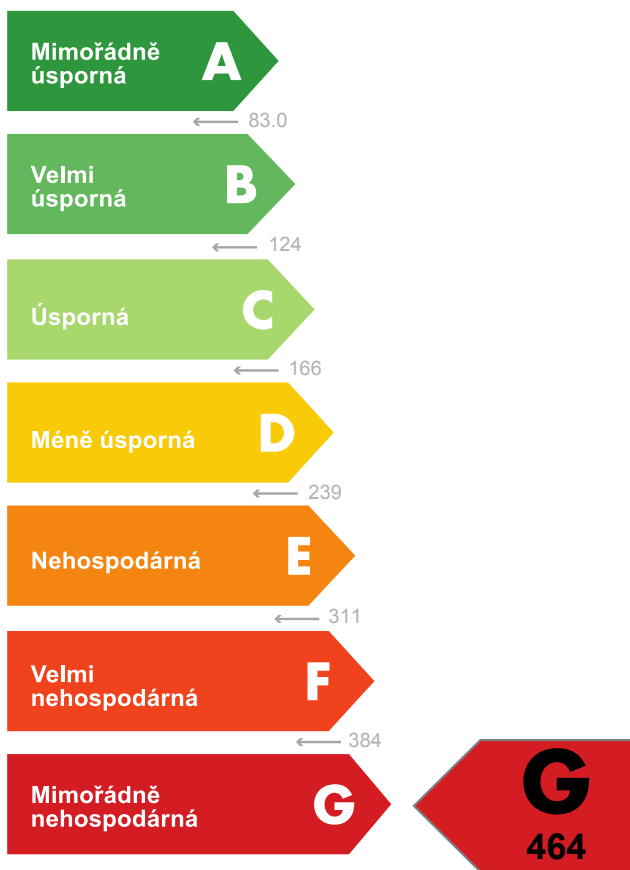 Mimořádně
úsporná
A
83.0
Velmi
úsporná
B
124
Úsporná
C
166
Méně úsporná
D
239
Nehospodárná
E
311
Velmi
nehospodárná
F
384
Mimořádně
nehospodárná
G
G
464